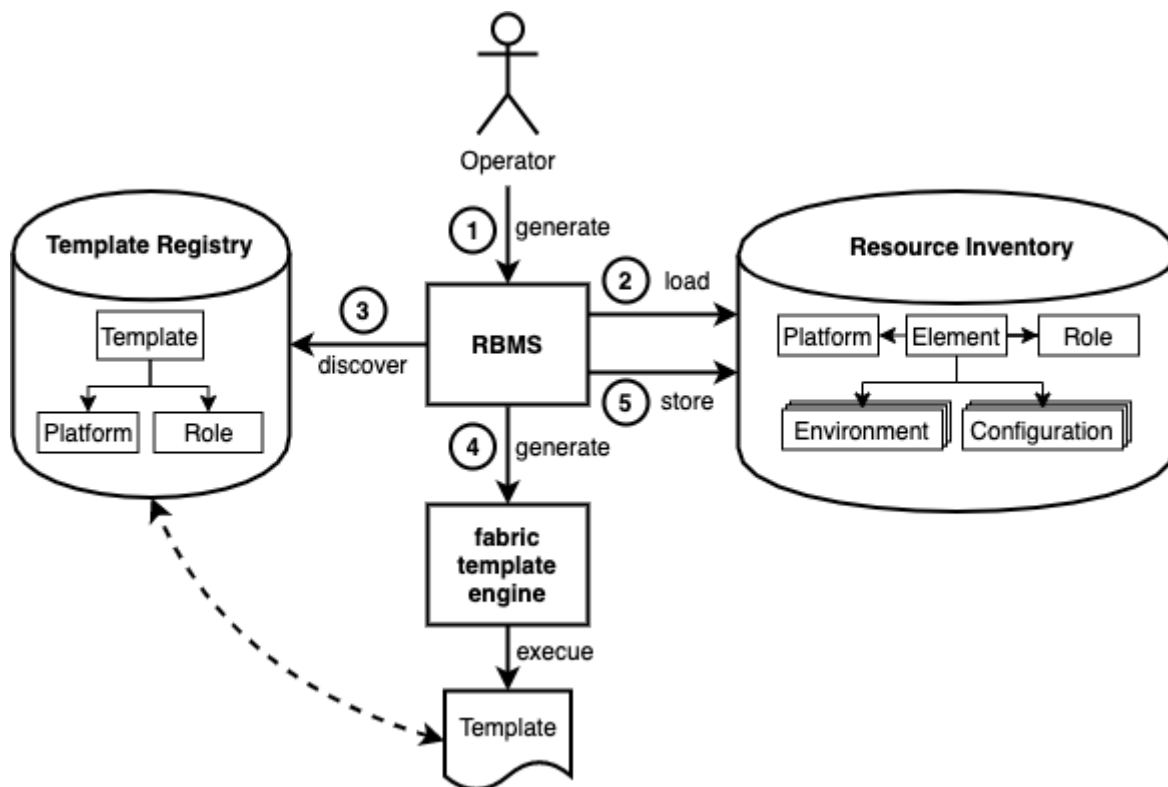 Operator
1
generate
Template Registry
Resource Inventory
2
load
3
discover
RBMS
Template
Platform
Element
Role
5
store
Platform
Role
4
generate
Environment
Configuration
fabric
template
engine
execue
Template